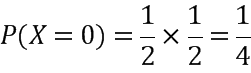 P(X = 0) = 1/2 × 1/2 = 1/4